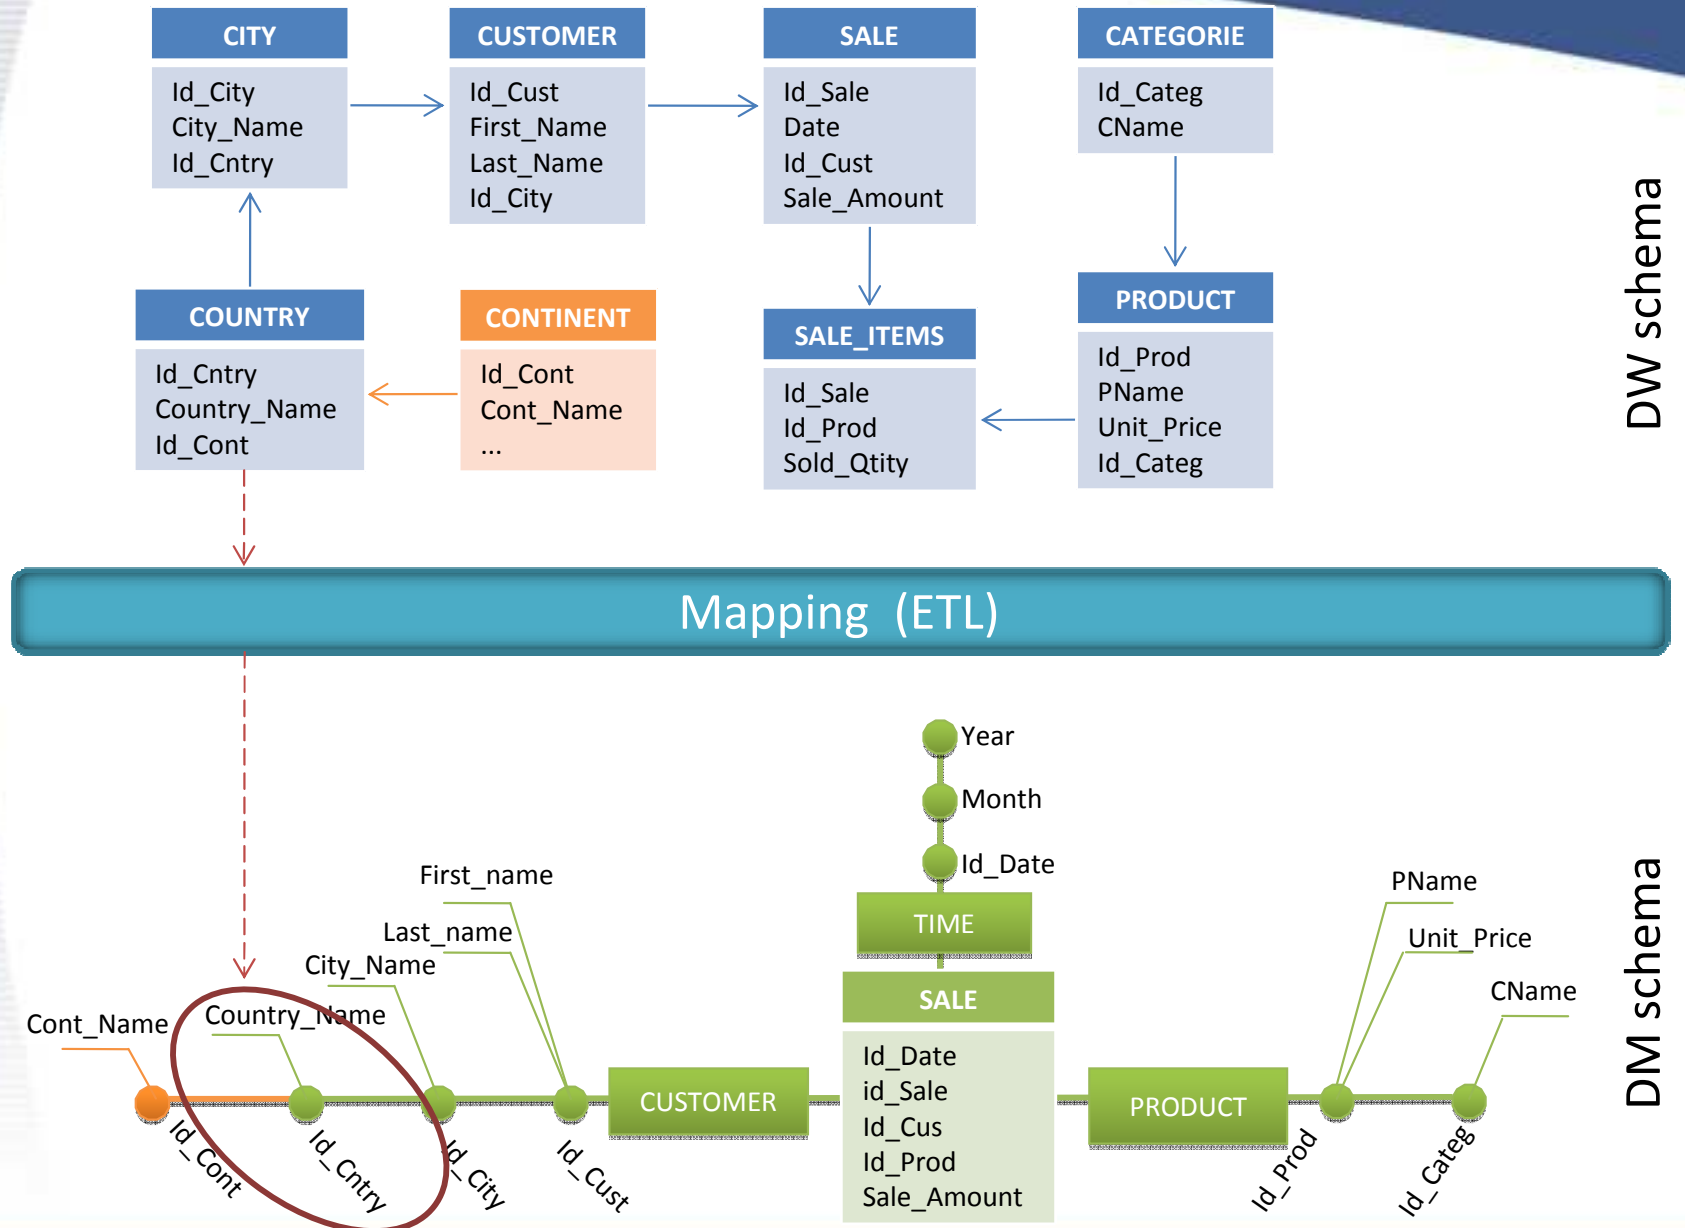 CITY
Id_City
City_Name
Id_Cntry
CUSTOMER
Id_Cust
First_Name
Last_Name
Id_City
SALE
Id_Sale
Date
Id_Cust
Sale_Amount
CATEGORIE
Id_Categ
CName
COUNTRY
Id_Cntry
Country_Name
Id_Cont
CONTINENT
Id_Cont
Cont_Name
...
SALE_ITEMS
Id_Sale
Id_Prod
Sold_Qtity
PRODUCT
Id_Prod
PName
Unit_Price
Id_Categ
DW schema
Mapping (ETL)
Year
Month
Id_Date
TIME
First_name
Last_name
City_Name
Country_Name
Cont_Name
Id_Cont
Id_Cntry
Id_City
Id_Cust
CUSTOMER
SALE
Id_Date
id_Sale
Id_Cus
Id_Prod
Sale_Amount
PRODUCT
PName
Unit_Price
CName
Id_Prod
Id_Categ
DM schema